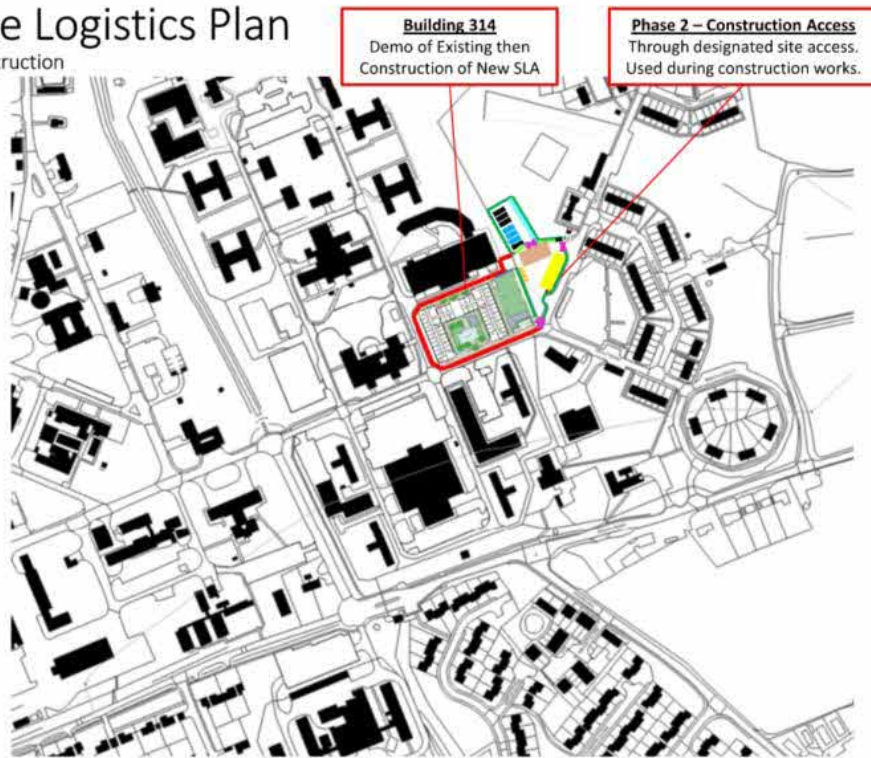 e Logistics Plan
truction
Building 314
Demo of Existing then
Construction of New SLA
Phase 2 – Construction Access
Through designated site access.
Used during construction works.